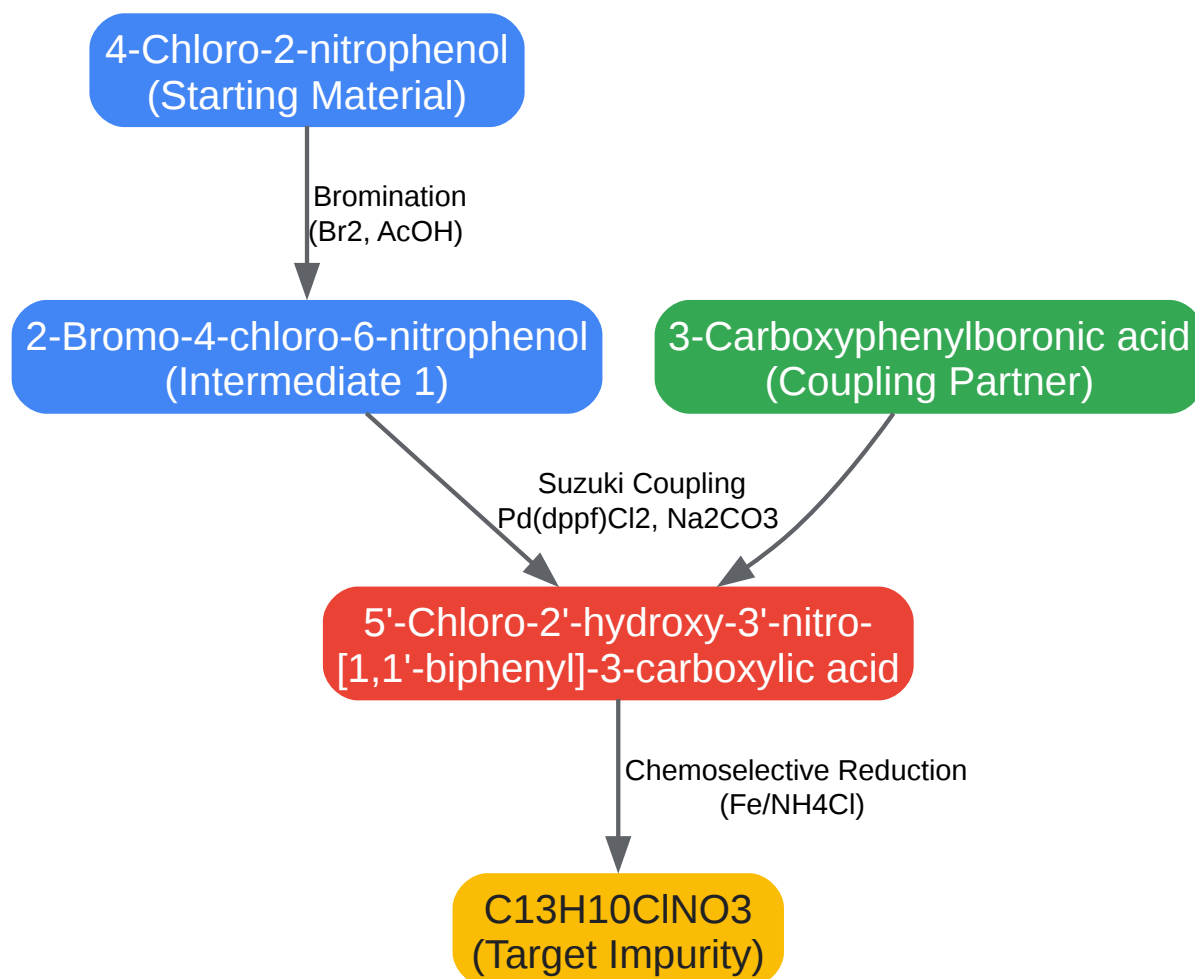 4-Chloro-2-nitrophenol
(Starting Material)
Bromination
(Br2, AcOH)
2-Bromo-4-chloro-6-nitrophenol
(Intermediate 1)
3-Carboxyphenylboronic acid
(Coupling Partner)
Suzuki Coupling
Pd(dppf)Cl2, Na2CO3
5'-Chloro-2'-hydroxy-3'-nitro-
[1,1'-biphenyl]-3-carboxylic acid
Chemoselective Reduction
(Fe/NH4Cl)
C13H10ClNO3
(Target Impurity)